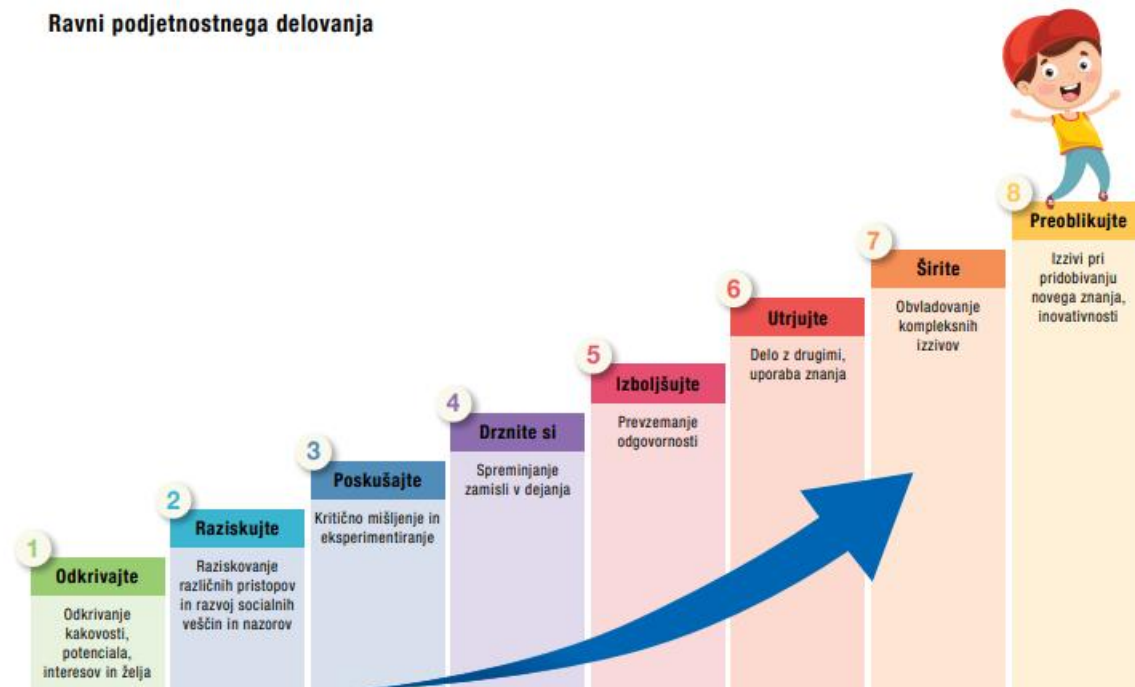 Ravni podjetnostnega delovanja
1
Odkrivajte
Odkrivanje
kakovosti,
potenciala,
interesov in želja
2
Raziskujte
Raziskovanje
različnih pristopov
in razvoj socialnih
veščin in nazorov
3
Poskušajte
Kritično mišljenje in
eksperimentiranje
4
Drznite si
Spreminjanje
zamisli v dejanja
5
Izboljšujte
Prevzemanje
odgovornosti
6
Utrjujte
Delo z drugimi,
uporaba znanja
7
Širite
Obvladovanje
kompleksnih
izzivov
8
Preoblikujte
Izzivi pri
pridobivanju
novega znanja,
inovativnosti